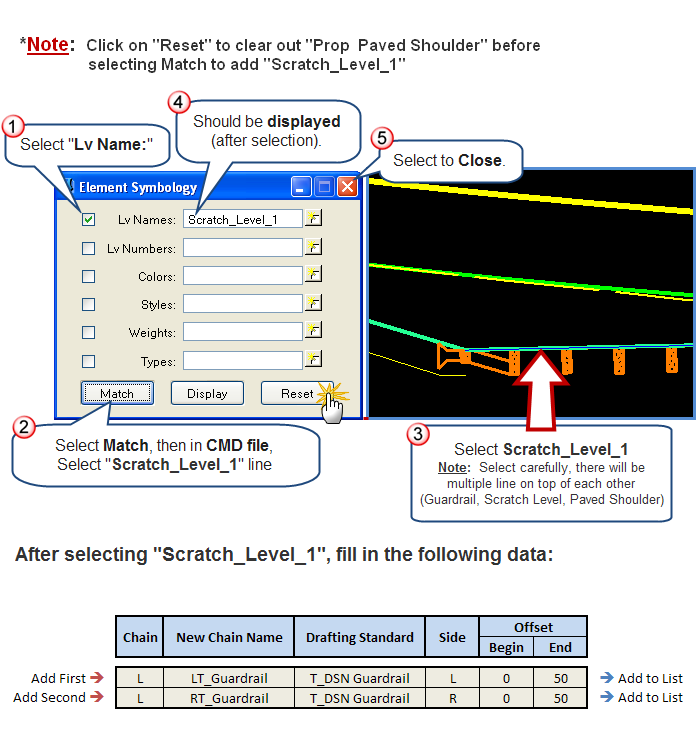 *Note: Click on "Reset" to clear out "Prop Paved Shoulder" before
selecting Match to add "Scratch_Level_1"
1
Select "Lv Name:"
4
Should be displayed
(after selection).
5
Select to Close.
Element Symbology
Lv Names: Scratch_Level_1
Lv Numbers:
Colors:
Styles:
Weights:
Types:
Match Display Reset
2
Select Match, then in CMD file,
Select "Scratch_Level_1" line
3
Select Scratch_Level_1
Note: Select carefully, there will be
multiple line on top of each other
(Guardrail, Scratch Level, Paved Shoulder)
After selecting "Scratch_Level_1", fill in the following data:
Chain New Chain Name Drafting Standard Side Offset
Begin End
Add First L LT_Guardrail T_DSN Guardrail L 0 50 Add to List
Add Second L RT_Guardrail T_DSN Guardrail R 0 50 Add to List